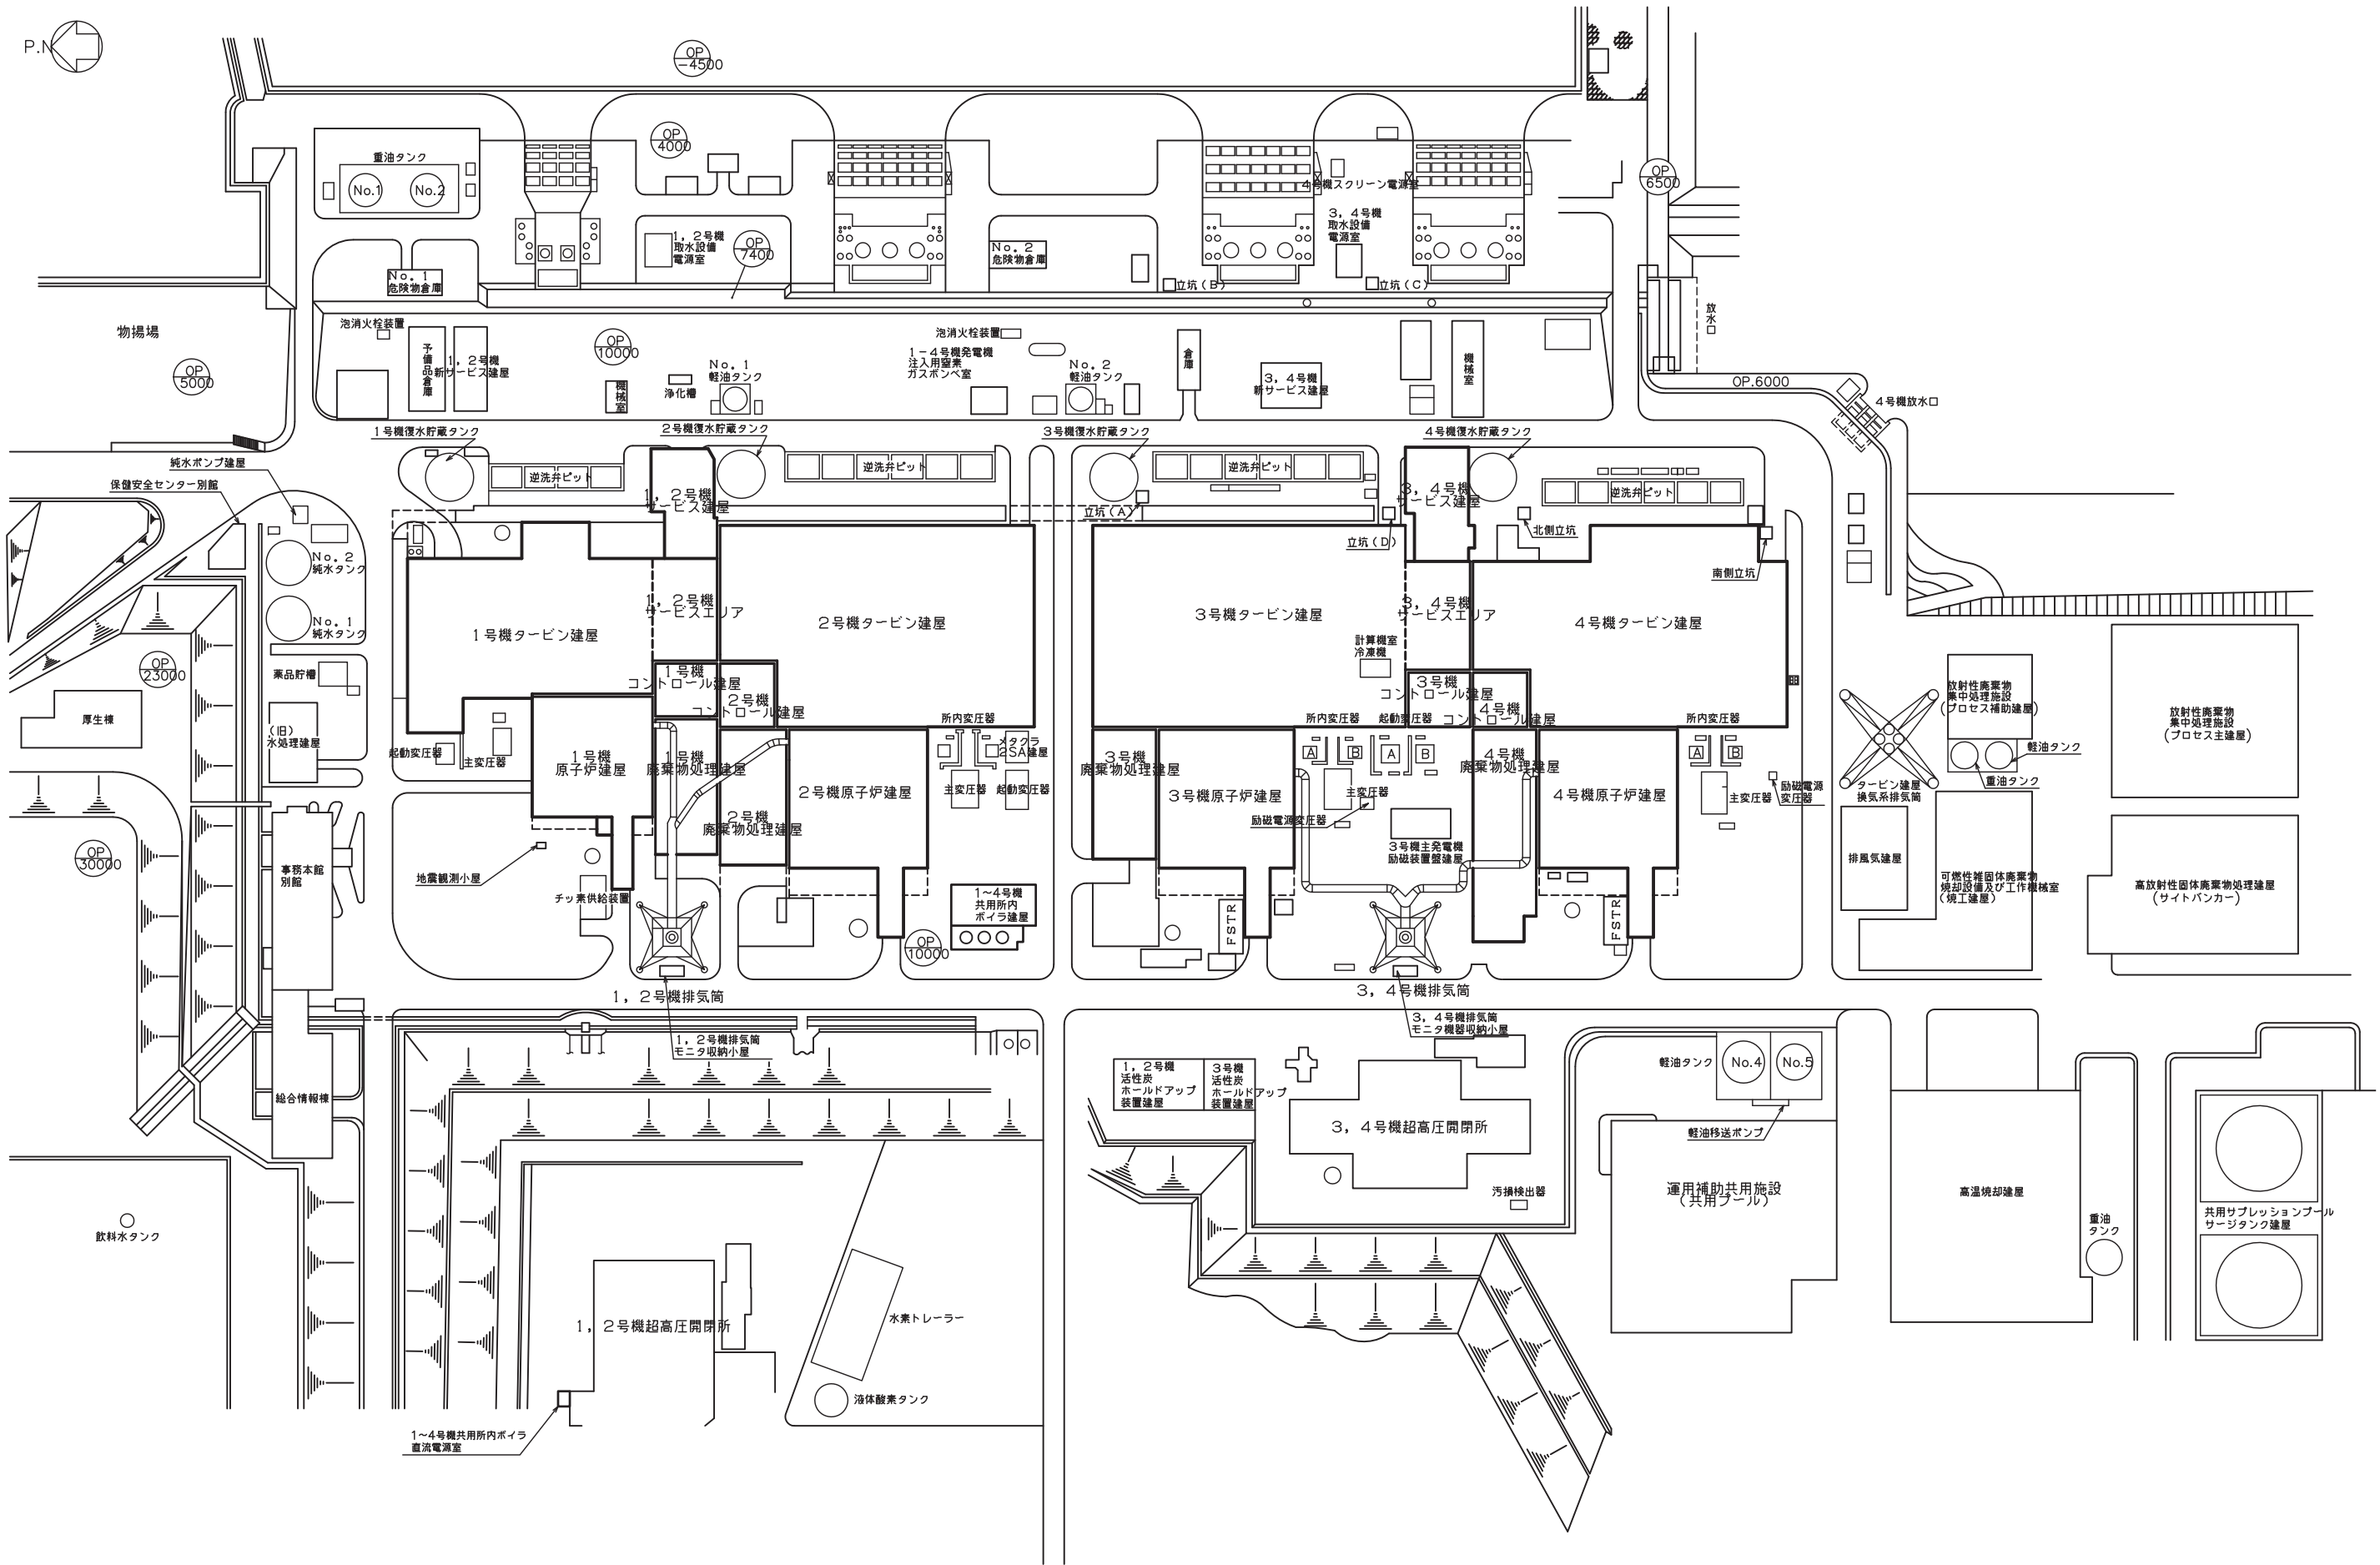 P.N
OP
-4500
OP
4000
重油タンク
No.1
No.2
OP
6500
4号機スクリーン電源室
1, 2号機
取水設備
電源室
OP
7400
No. 2
危険物倉庫
3, 4号機
取水設備
電源室
No. 1
危険物倉庫
立坑(B)
立坑(C)
放
水
口
物揚場
OP
5000
泡消火栓装置
予
備
品
倉
庫
1, 2号機
新サービス建屋
OP
10000
機
械
室
浄化槽
No. 1
軽油タンク
泡消火栓装置
1-4号機発電機
注入用窒素
ガスボンベ室
No. 2
軽油タンク
倉
庫
3, 4号機
新サービス建屋
機
械
室
OP.6000
4号機放水口
1号機復水貯蔵タンク
2号機復水貯蔵タンク
3号機復水貯蔵タンク
4号機復水貯蔵タンク
純水ポンプ建屋
保健安全センター別館
逆洗弁ピット
1, 2号機
サービス建屋
逆洗弁ピット
逆洗弁ピット
3, 4号機
サービス建屋
逆洗弁ピット
立坑(A)
立坑(D)
北側立坑
南側立坑
No. 2
純水タンク
No. 1
純水タンク
1号機タービン建屋
1, 2号機
サービスエリア
2号機タービン建屋
3号機タービン建屋
3, 4号機
サービスエリア
4号機タービン建屋
計算機室
冷凍機
OP
23000
薬品貯槽
厚生棟
(旧)
水処理建屋
1号機
コントロール建屋
2号機
コントロール建屋
3号機
コントロール建屋
4号機
コントロール建屋
起動変圧器
主変圧器
1号機
原子炉建屋
1号機
廃棄物処理建屋
2号機
廃棄物処理建屋
2号機原子炉建屋
所内変圧器
メタクラ
2SA建屋
主変圧器
起動変圧器
3号機
廃棄物処理建屋
3号機原子炉建屋
所内変圧器
起動変圧器
A
B
A
B
主変圧器
励磁電源変圧器
3号機主発電機
励磁装置盤建屋
4号機
廃棄物処理建屋
4号機原子炉建屋
所内変圧器
A
B
主変圧器
励磁電源
変圧器
タービン建屋
換気系排気筒
放射性廃棄物
集中処理施設
(プロセス補助建屋)
軽油タンク
重油タンク
放射性廃棄物
集中処理施設
(プロセス主建屋)
排風気建屋
可燃性雑固体廃棄物
焼却設備及び工作機械室
(焼工建屋)
高放射性固体廃棄物処理建屋
(サイトバンカー)
OP
30000
事務本館
別館
地震観測小屋
チッ素供給装置
1~4号機
共用所内
ボイラ建屋
OP
10000
FSTR
FSTR
1, 2号機排気筒
3, 4号機排気筒
1, 2号機排気筒
モニタ収納小屋
3, 4号機排気筒
モニタ機器収納小屋
総合情報棟
1, 2号機
活性炭
ホールドアップ
装置建屋
3号機
活性炭
ホールドアップ
装置建屋
3, 4号機超高圧開閉所
汚損検出器
軽油タンク
No.4
No.5
軽油移送ポンプ
運用補助共用施設
(共用プール)
高温焼却建屋
重油
タンク
共用サプレッションプール
サージタンク建屋
飲料水タンク
1, 2号機超高圧開閉所
水素トレーラー
液体酸素タンク
1~4号機共用所内ボイラ
直流電源室